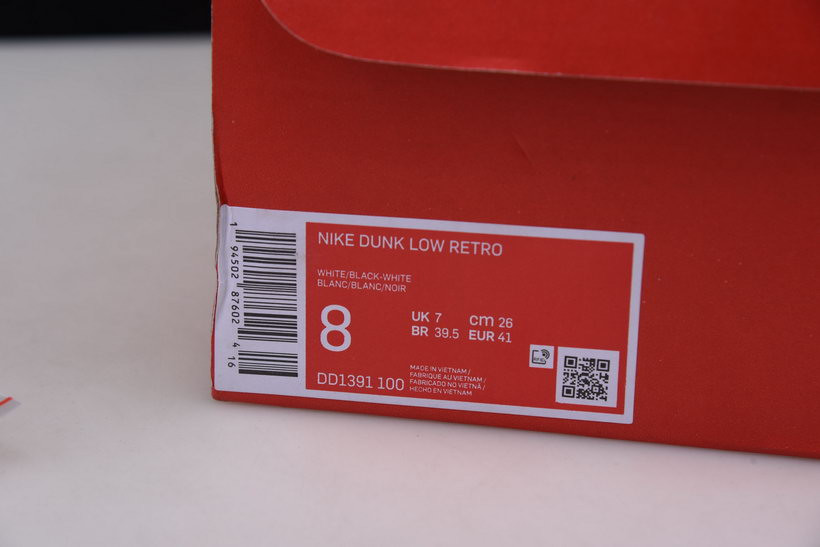 NIKE DUNK LOW RETRO
WHITE/BLACK-WHITE
BLANC/BLANC/NOIR
8
UK 7 cm 26
BR 39.5 EUR 41
DD1391 100
MADE IN VIETNAM /
FABRIQUE AU VIETNAM /
FABRICADO NO VIETNÃ /
HECHO EN VIETNAM
1 94502 87602 4 16